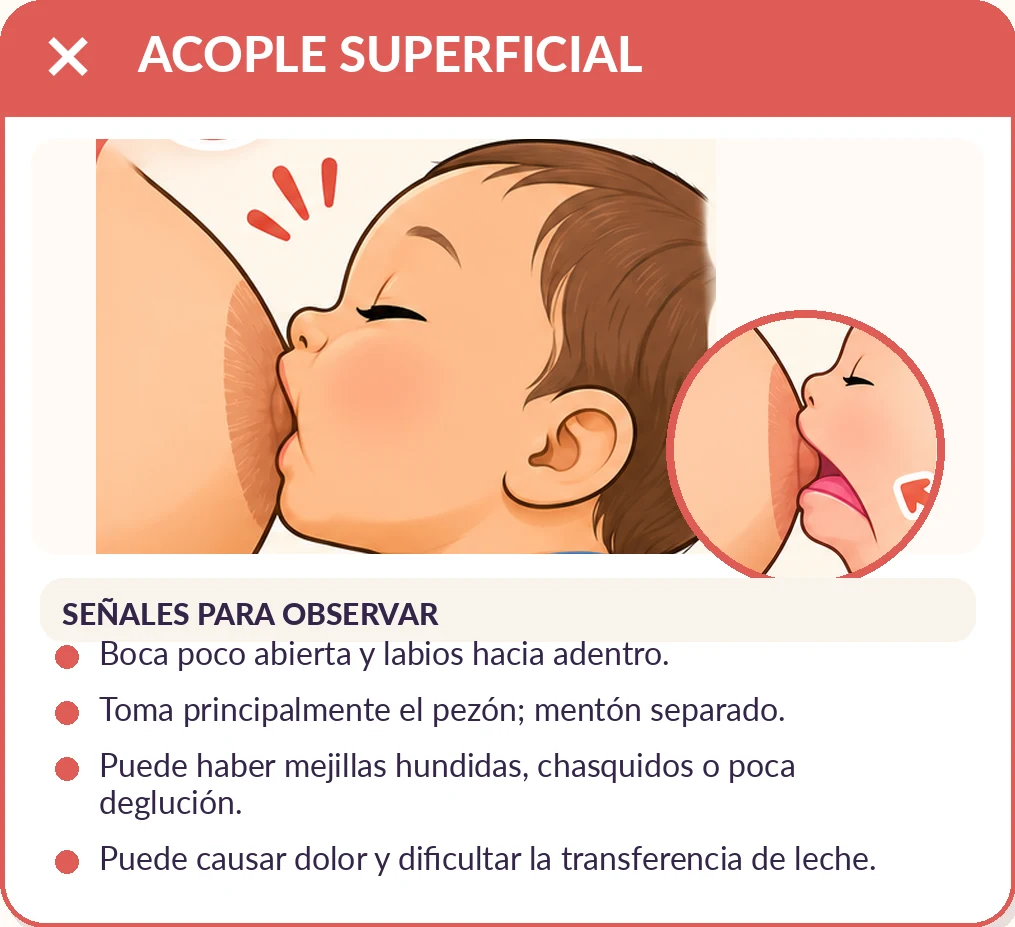 ACOPLE SUPERFICIAL
SEÑALES PARA OBSERVAR
Boca poco abierta y labios hacia adentro.
Toma principalmente el pezón; mentón separado.
Puede haber mejillas hundidas, chasquidos o poca
deglución.
Puede causar dolor y dificultar la transferencia de leche.